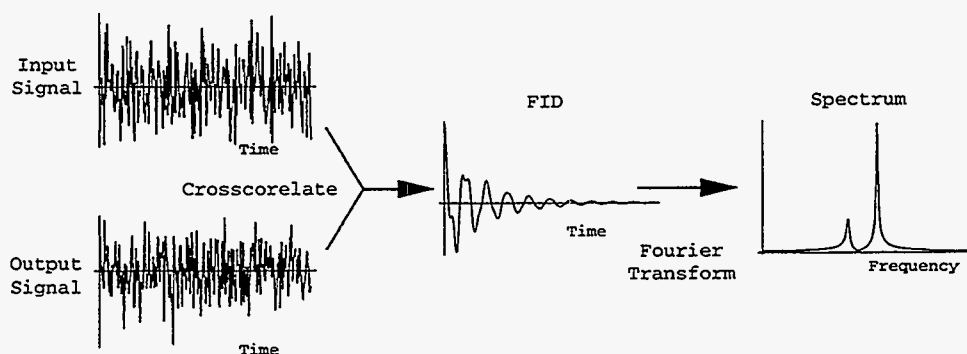 Input
Signal
Time
Crosscorelate
Output
Signal
Time
FID
Time
Fourier
Transform
Spectrum
Frequency